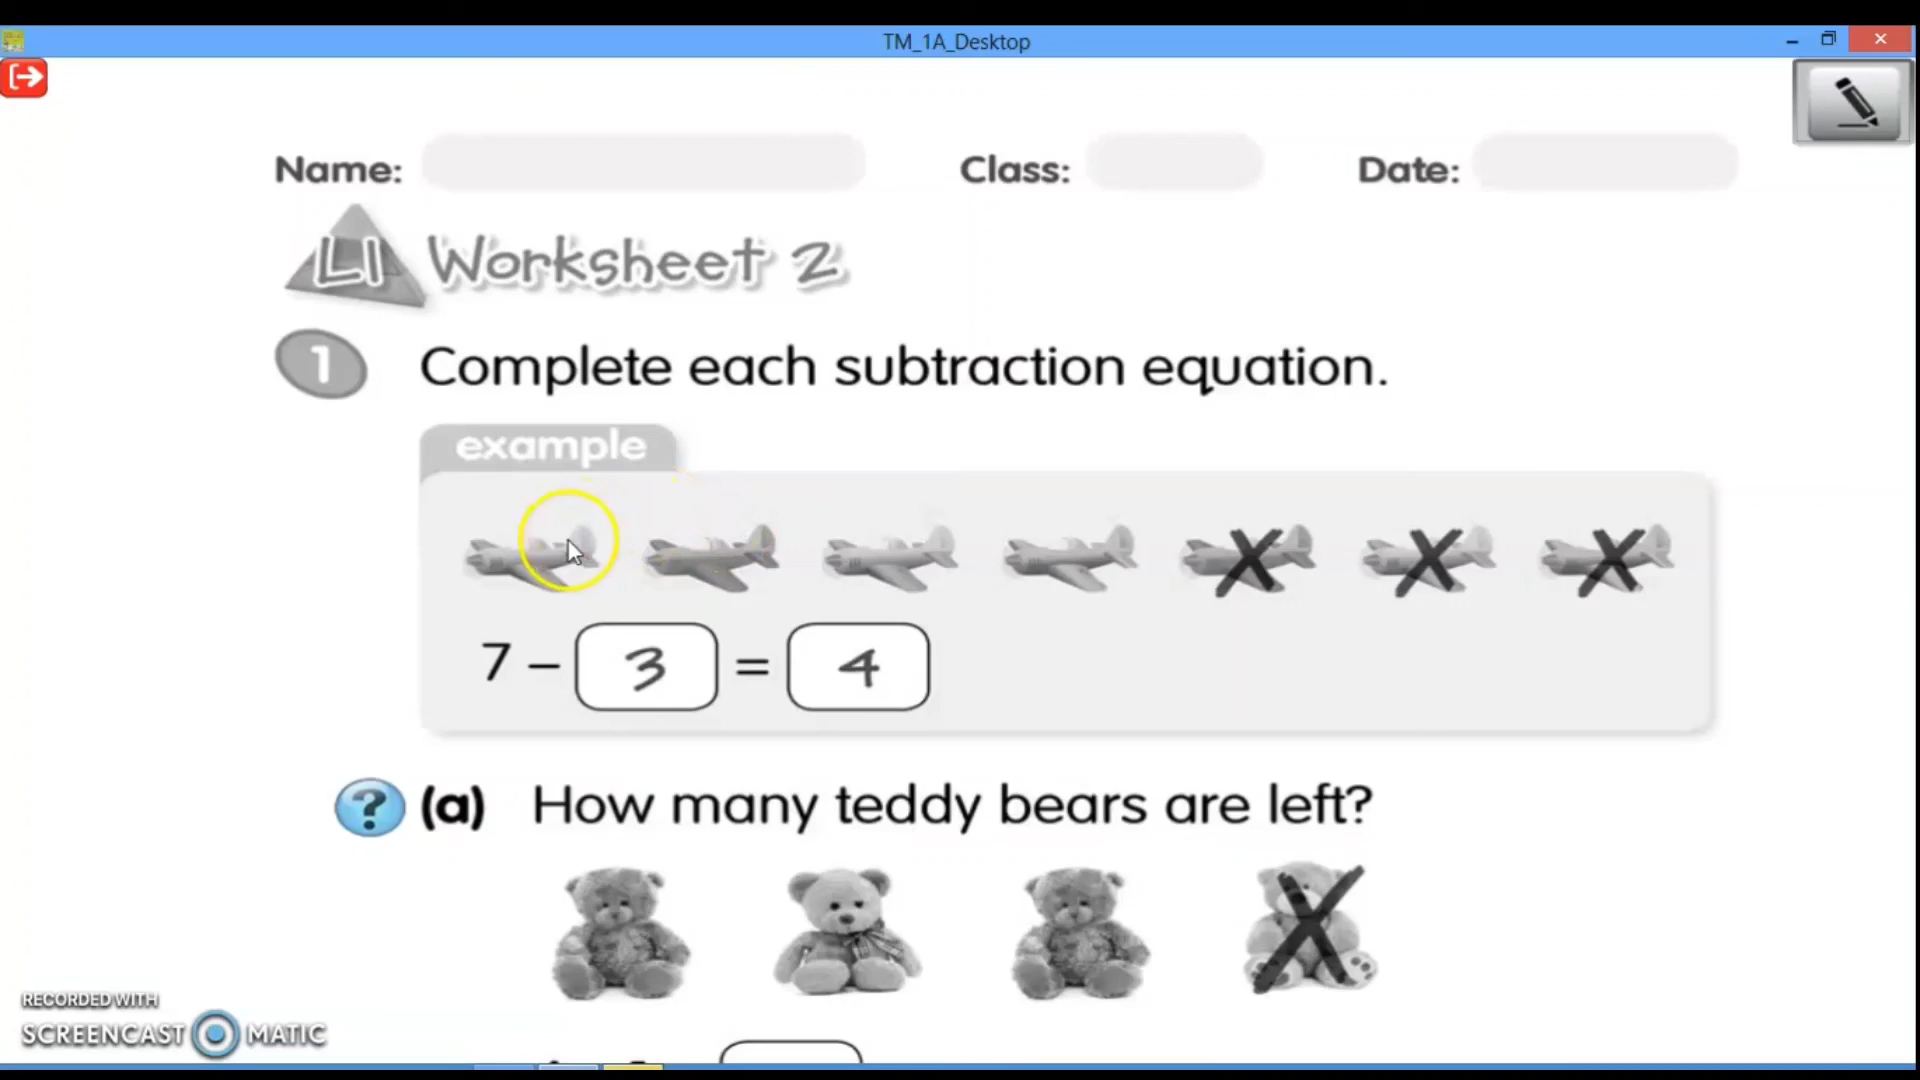 TM_1A_Desktop
Name: Class: Date:
L1 Worksheet 2
1 Complete each subtraction equation.
example
7 – 3 = 4
? (a) How many teddy bears are left?
RECORDED WITH
SCREENCAST MATIC